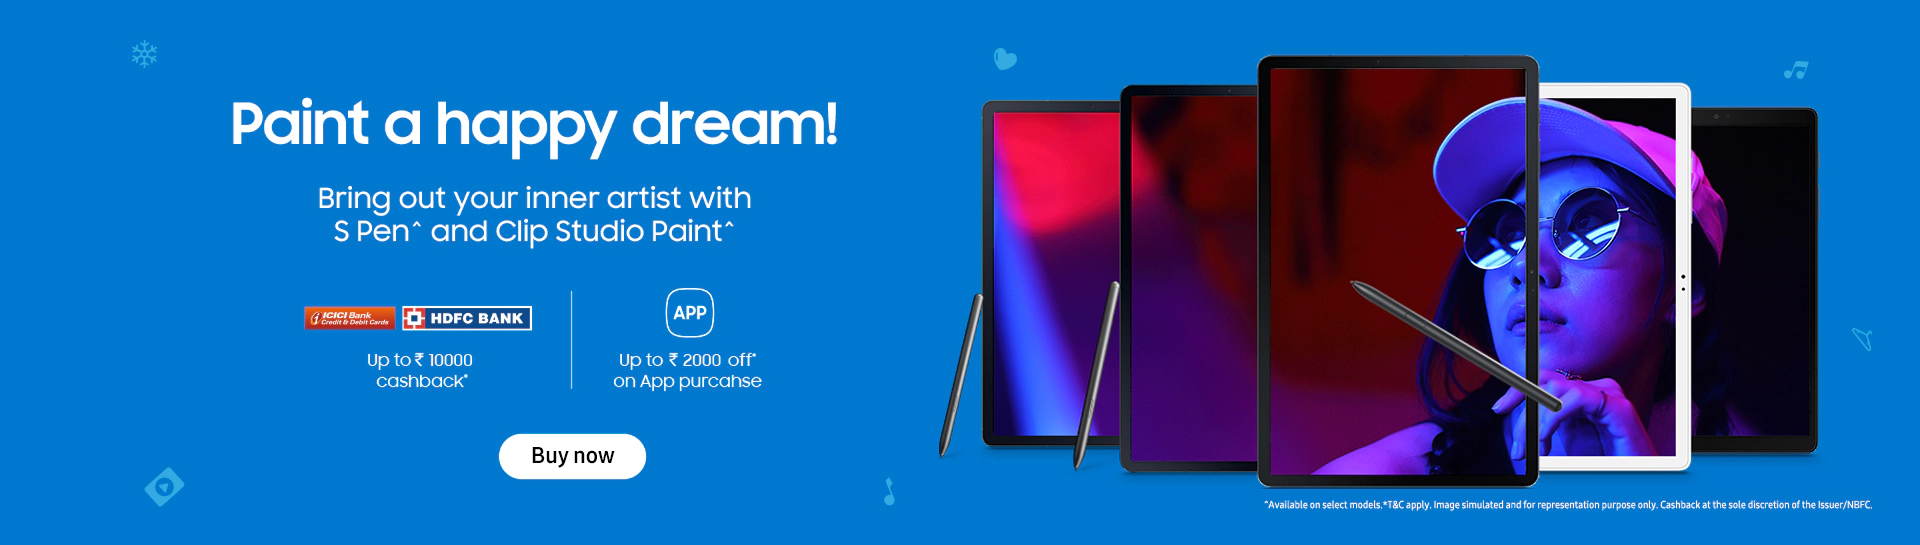 Paint a happy dream!
Bring out your inner artist with
S Pen^ and Clip Studio Paint^
ICICI Bank
Credit & Debit Cards
HDFC BANK
Up to ₹ 10000
cashback*
APP
Up to ₹ 2000 off*
on App purcahse
Buy now
^Available on select models.*T&C apply. Image simulated and for representation purpose only. Cashback at the sole discretion of the Issuer/NBFC.